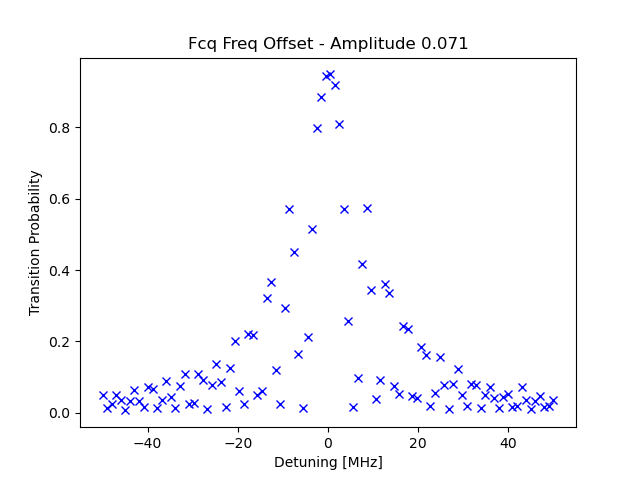 Fcq Freq Offset - Amplitude 0.071
Transition Probability
0.8
0.6
0.4
0.2
0.0
−40 −20 0 20 40
Detuning [MHz]